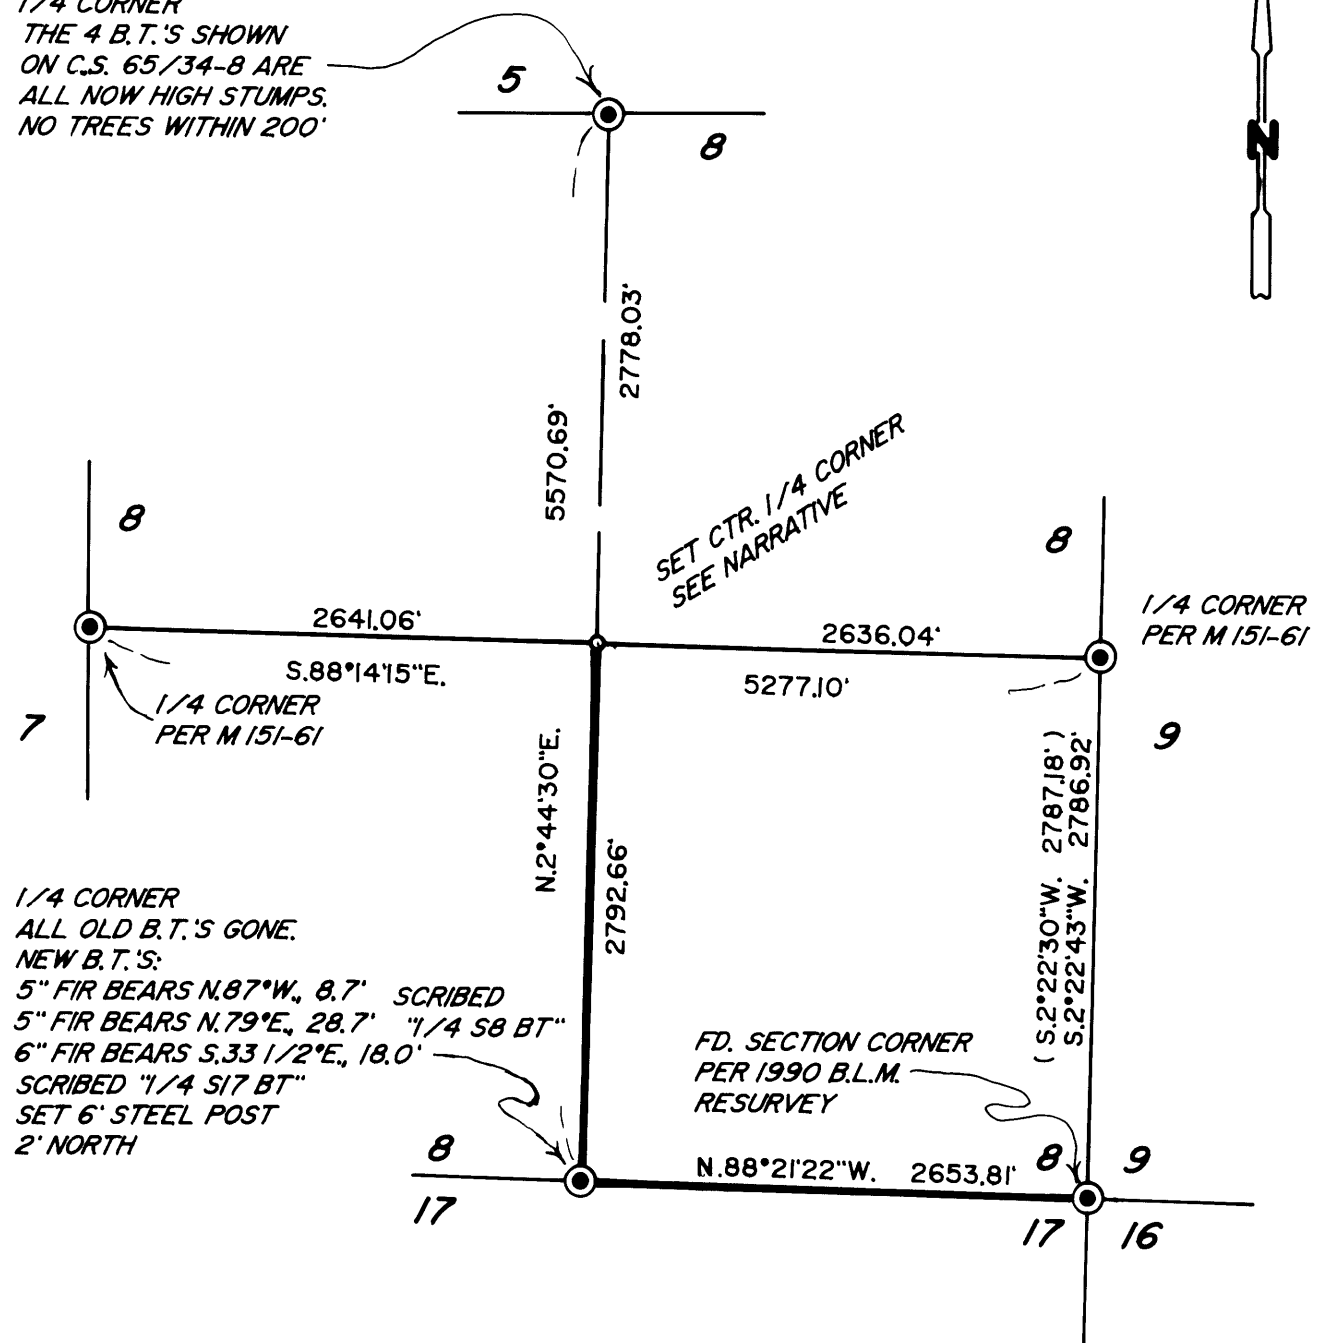 1/4 CORNER
THE 4 B.T.'S SHOWN
ON C.S. 65/34-8 ARE
ALL NOW HIGH STUMPS.
NO TREES WITHIN 200'
5
8
N
2778.03'
5570.69'
SET CTR. 1/4 CORNER
SEE NARRATIVE
8
8
1/4 CORNER
PER M 151-61
2641.06'
2636.04'
S.88°14'15"E.
5277.10'
1/4 CORNER
PER M 151-61
7
9
N.2°44'30"E.
2792.66'
(S.2°22'30"W. 2787.18')
S.2°22'43"W. 2786.92'
1/4 CORNER
ALL OLD B.T.'S GONE.
NEW B.T.'S:
5" FIR BEARS N.87°W., 8.7' SCRIBED
5" FIR BEARS N.79°E., 28.7' "1/4 S8 BT"
6" FIR BEARS S.33 1/2°E., 18.0'
SCRIBED "1/4 S17 BT"
SET 6' STEEL POST
2' NORTH
FD. SECTION CORNER
PER 1990 B.L.M.
RESURVEY
8
17
N.88°21'22"W. 2653.81'
8
9
17
16